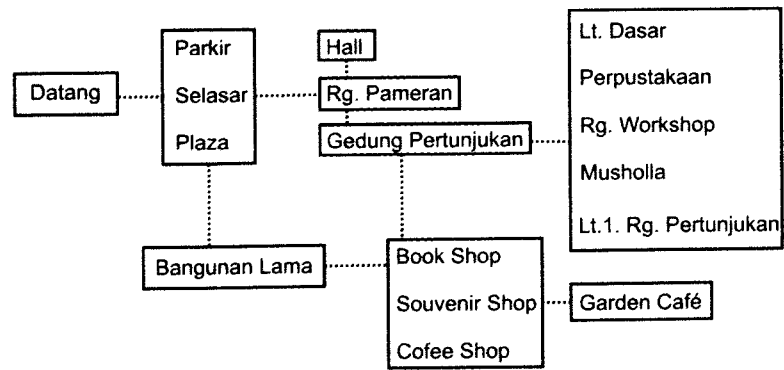 Datang
Parkir
Selasar
Plaza
Hall
Rg. Pameran
Gedung Pertunjukan
Lt. Dasar
Perpustakaan
Rg. Workshop
Musholla
Lt.1. Rg. Pertunjukan
Bangunan Lama
Book Shop
Souvenir Shop
Cofee Shop
Garden Café